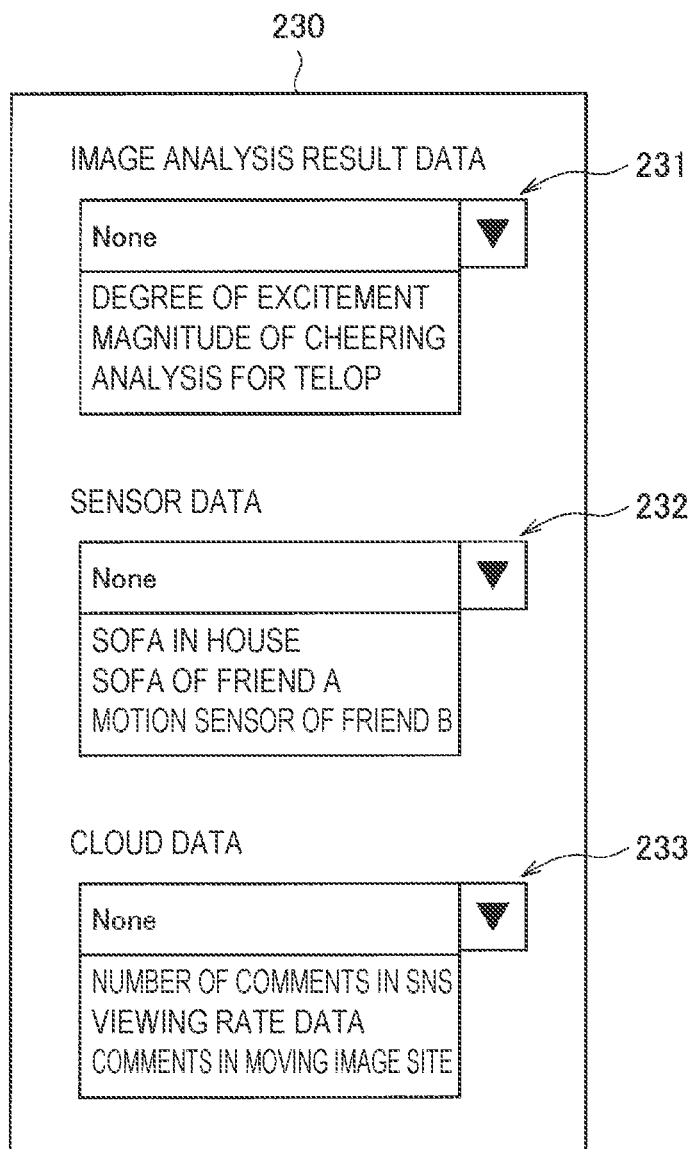 230
IMAGE ANALYSIS RESULT DATA
231
None
DEGREE OF EXCITEMENT
MAGNITUDE OF CHEERING
ANALYSIS FOR TELOP
SENSOR DATA
232
None
SOFA IN HOUSE
SOFA OF FRIEND A
MOTION SENSOR OF FRIEND B
CLOUD DATA
233
None
NUMBER OF COMMENTS IN SNS
VIEWING RATE DATA
COMMENTS IN MOVING IMAGE SITE